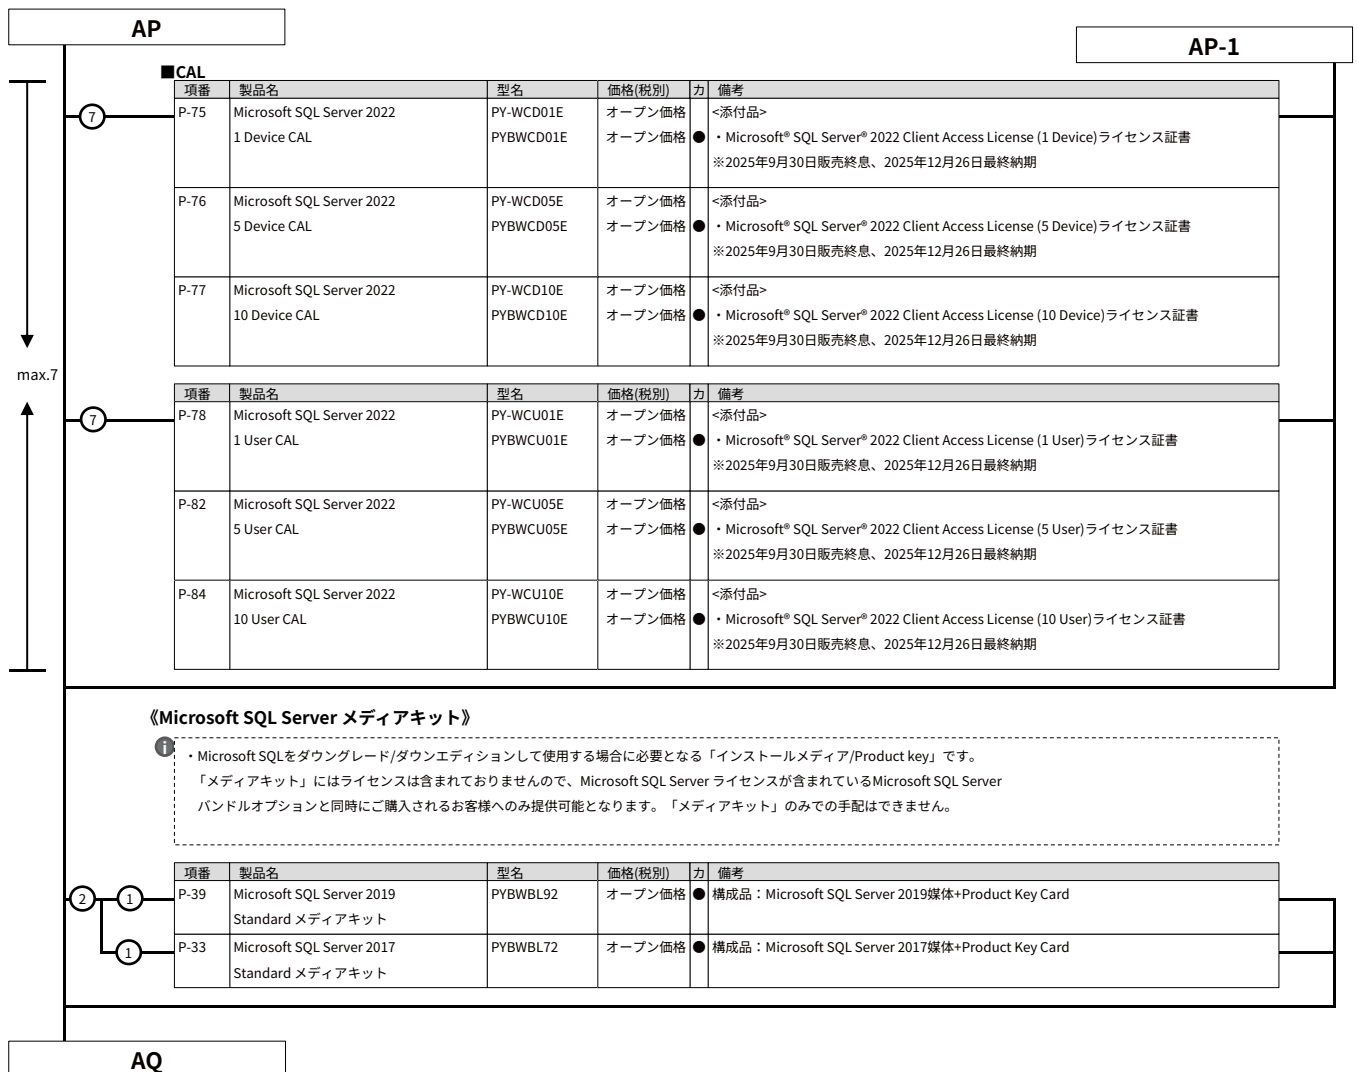 AP
AP-1
■CAL
項番 製品名 型名 価格(税別) カ 備考
⑦ P-75 Microsoft SQL Server 2022 PY-WCD01E オープン価格 <添付品>
1 Device CAL PYBWCD01E オープン価格 ● ・Microsoft® SQL Server® 2022 Client Access License (1 Device)ライセンス証書
※2025年9月30日販売終息、2025年12月26日最終納期
P-76 Microsoft SQL Server 2022 PY-WCD05E オープン価格 <添付品>
5 Device CAL PYBWCD05E オープン価格 ● ・Microsoft® SQL Server® 2022 Client Access License (5 Device)ライセンス証書
※2025年9月30日販売終息、2025年12月26日最終納期
P-77 Microsoft SQL Server 2022 PY-WCD10E オープン価格 <添付品>
10 Device CAL PYBWCD10E オープン価格 ● ・Microsoft® SQL Server® 2022 Client Access License (10 Device)ライセンス証書
※2025年9月30日販売終息、2025年12月26日最終納期
max.7
項番 製品名 型名 価格(税別) カ 備考
⑦ P-78 Microsoft SQL Server 2022 PY-WCU01E オープン価格 <添付品>
1 User CAL PYBWCU01E オープン価格 ● ・Microsoft® SQL Server® 2022 Client Access License (1 User)ライセンス証書
※2025年9月30日販売終息、2025年12月26日最終納期
P-82 Microsoft SQL Server 2022 PY-WCU05E オープン価格 <添付品>
5 User CAL PYBWCU05E オープン価格 ● ・Microsoft® SQL Server® 2022 Client Access License (5 User)ライセンス証書
※2025年9月30日販売終息、2025年12月26日最終納期
P-84 Microsoft SQL Server 2022 PY-WCU10E オープン価格 <添付品>
10 User CAL PYBWCU10E オープン価格 ● ・Microsoft® SQL Server® 2022 Client Access License (10 User)ライセンス証書
※2025年9月30日販売終息、2025年12月26日最終納期
《Microsoft SQL Server メディアキット》
i ・Microsoft SQLをダウングレード/ダウンエディションして使用する場合に必要となる「インストールメディア/Product key」です。
「メディアキット」にはライセンスは含まれておりませんので、Microsoft SQL Server ライセンスが含まれているMicrosoft SQL Server
バンドルオプションと同時にご購入されるお客様へのみ提供可能となります。「メディアキット」のみでの手配はできません。
項番 製品名 型名 価格(税別) カ 備考
② ① P-39 Microsoft SQL Server 2019 PYBWBL92 オープン価格 ● 構成品：Microsoft SQL Server 2019媒体+Product Key Card
Standard メディアキット
① P-33 Microsoft SQL Server 2017 PYBWBL72 オープン価格 ● 構成品：Microsoft SQL Server 2017媒体+Product Key Card
Standard メディアキット
AQ